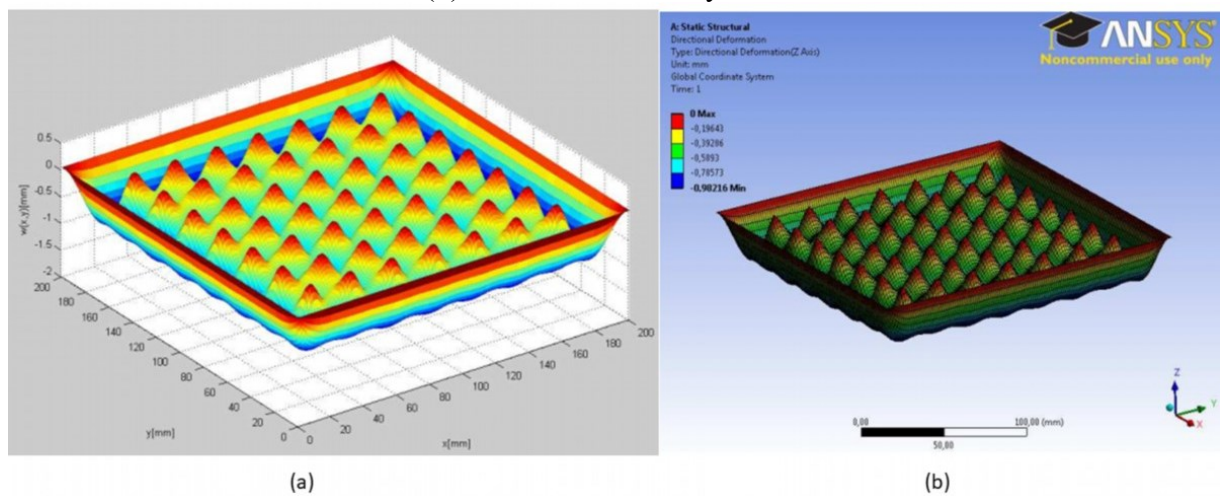 0.5
0
-0.5
-1
-1.5
-2
w(x,y)[mm]
200
180
160
140
120
100
80
60
40
20
0
y[mm]
0
20
40
60
80
100
120
140
160
180
200
x[mm]
(a)
A: Static Structural
Directional Deformation
Type: Directional Deformation(Z Axis)
Unit: mm
Global Coordinate System
Time: 1
0 Max
-0,19643
-0,39286
-0,5893
-0,78573
-0,98216 Min
ANSYS
Noncommercial use only
0,00
100,00 (mm)
50,00
Z
Y
X
(b)